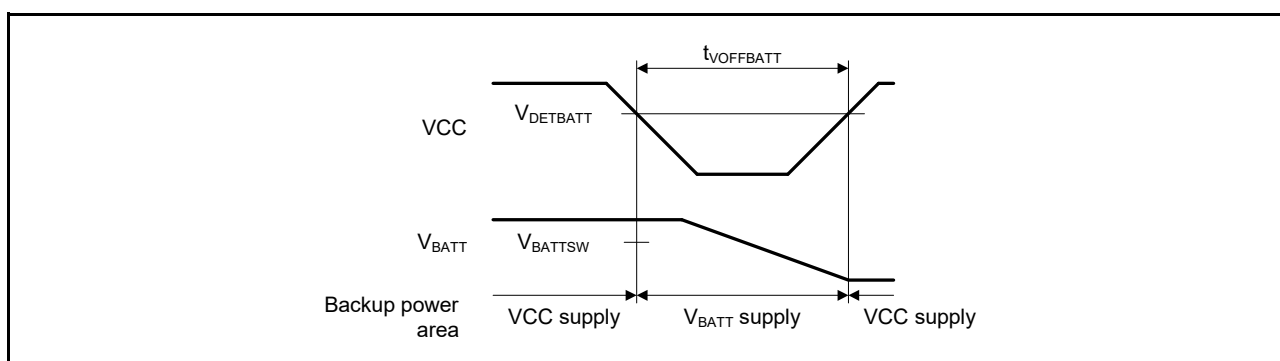 tVOFFBATT
VCC
VDETBATT
VBATT
VBATTSW
Backup power
area
VCC supply
VBATT supply
VCC supply